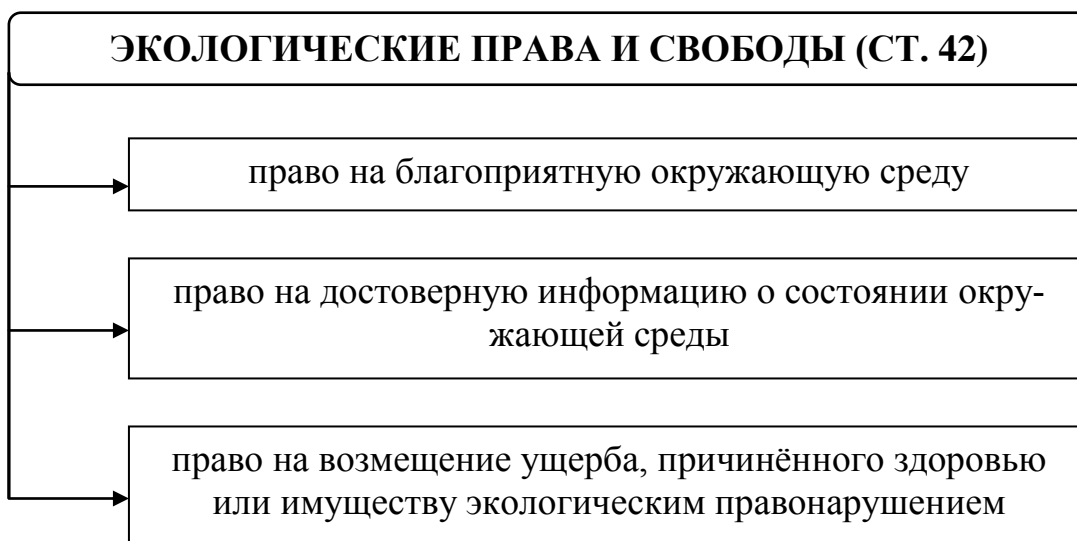 ЭКОЛОГИЧЕСКИЕ ПРАВА И СВОБОДЫ (СТ. 42)
право на благоприятную окружающую среду
право на достоверную информацию о состоянии окру-
жающей среды
право на возмещение ущерба, причинённого здоровью
или имуществу экологическим правонарушением